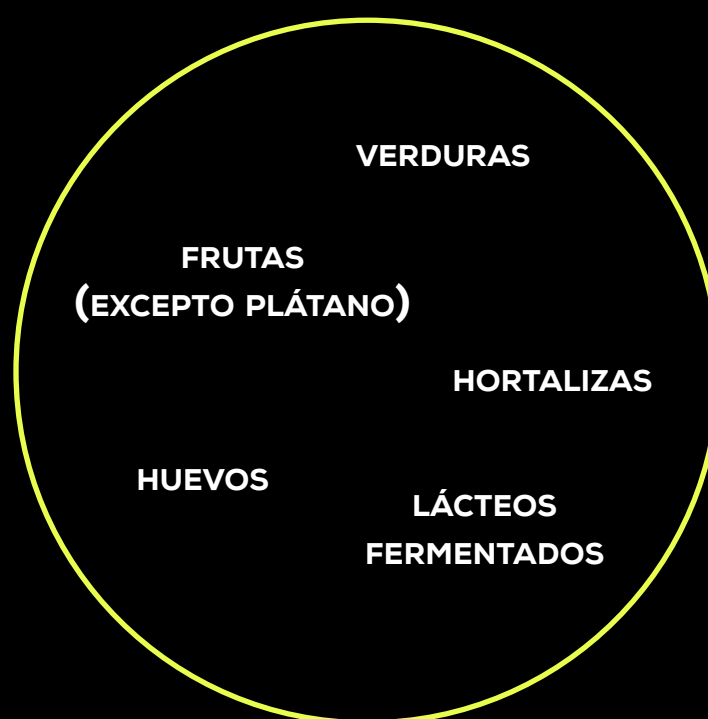 VERDURAS
FRUTAS
(EXCEPTO PLÁTANO)
HORTALIZAS
HUEVOS
LÁCTEOS
FERMENTADOS